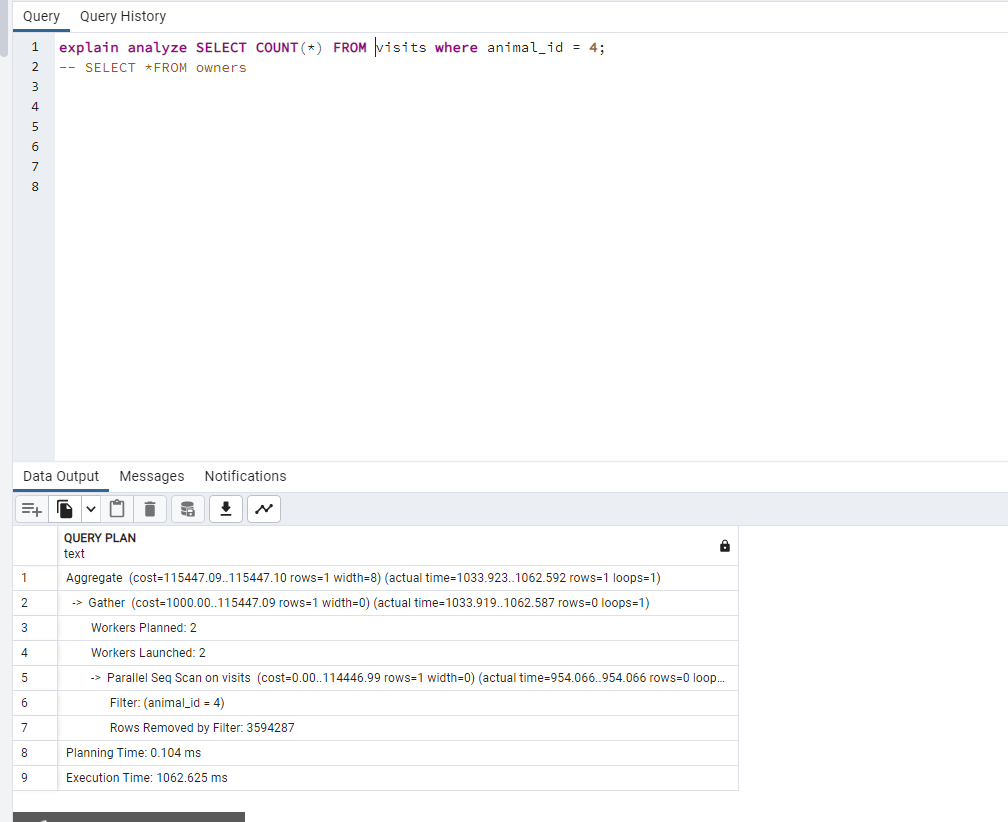 Query Query History
1 explain analyze SELECT COUNT(*) FROM visits where animal_id = 4;
2 -- SELECT *FROM owners
3
4
5
6
7
8
Data Output Messages Notifications
QUERY PLAN
text
1 Aggregate (cost=115447.09..115447.10 rows=1 width=8) (actual time=1033.923..1062.592 rows=1 loops=1)
2 -> Gather (cost=1000.00..115447.09 rows=1 width=0) (actual time=1033.919..1062.587 rows=0 loops=1)
3 Workers Planned: 2
4 Workers Launched: 2
5 -> Parallel Seq Scan on visits (cost=0.00..114446.99 rows=1 width=0) (actual time=954.066..954.066 rows=0 loop...
6 Filter: (animal_id = 4)
7 Rows Removed by Filter: 3594287
8 Planning Time: 0.104 ms
9 Execution Time: 1062.625 ms